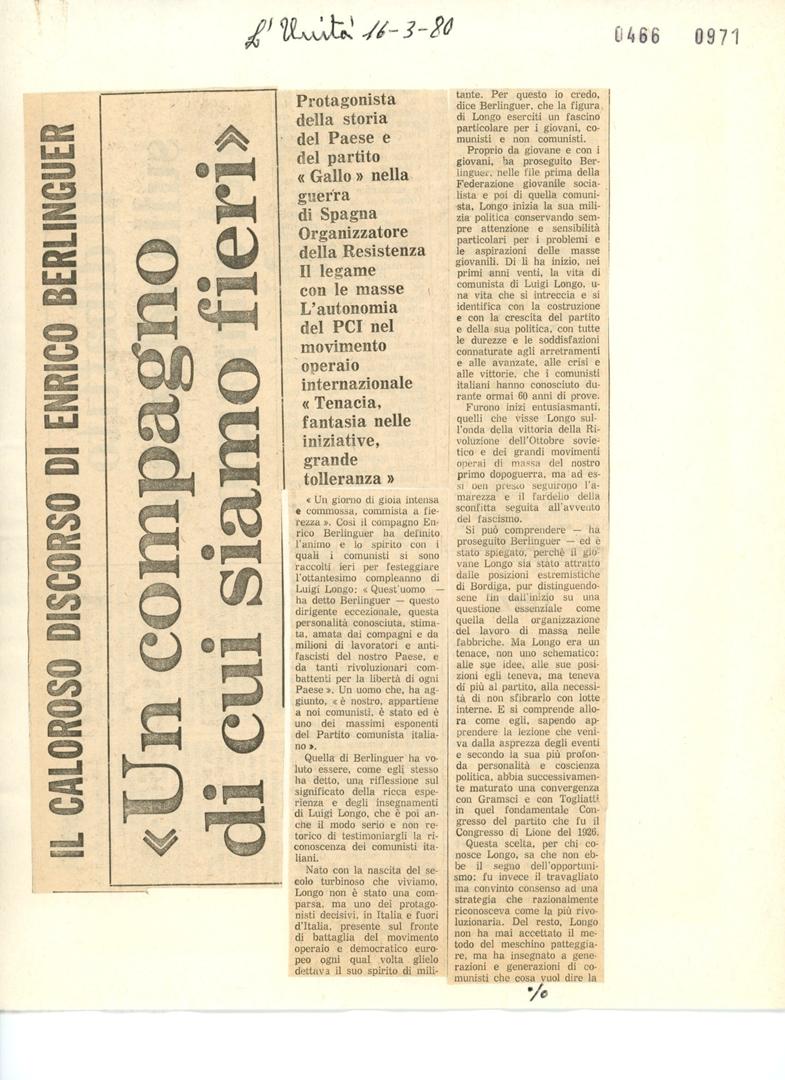 L'Unità 16-3-80
0466 0971
IL CALOROSO DISCORSO DI ENRICO BERLINGUER
«Un compagno
di cui siamo fieri»
Protagonista
della storia
del Paese e
del partito
« Gallo » nella
guerra
di Spagna
Organizzatore
della Resistenza
Il legame
con le masse
L'autonomia
del PCI nel
movimento
operaio
internazionale
« Tenacia,
fantasia nelle
iniziative,
grande
tolleranza »
« Un giorno di gioia intensa
e commossa, commista a fie-
rezza ». Così il compagno En-
rico Berlinguer ha definito
l'animo e lo spirito con i
quali i comunisti si sono
raccolti ieri per festeggiare
l'ottantesimo compleanno di
Luigi Longo: « Quest'uomo —
ha detto Berlinguer — questo
dirigente eccezionale, questa
personalità conosciuta, stima-
ta, amata dai compagni e da
milioni di lavoratori e anti-
fascisti del nostro Paese, e
da tanti rivoluzionari com-
battenti per la libertà di ogni
Paese ». Un uomo che, ha ag-
giunto, « è nostro, appartiene
a noi comunisti, è stato ed è
uno dei massimi esponenti
del Partito comunista italia-
no ».
Quella di Berlinguer ha vo-
luto essere, come egli stesso
ha detto, una riflessione sul
significato della ricca espe-
rienza e degli insegnamenti
di Luigi Longo, che è poi an-
che il modo serio e non re-
torico di testimoniargli la ri-
conoscenza dei comunisti ita-
liani.
Nato con la nascita del se-
colo turbinoso che viviamo,
Longo non è stato una com-
parsa, ma uno dei protago-
nisti decisivi, in Italia e fuori
d'Italia, presente sul fronte
di battaglia del movimento
operaio e democratico euro-
peo ogni qual volta glielo
dettava il suo spirito di mili-
tante. Per questo io credo,
dice Berlinguer, che la figura
di Longo eserciti un fascino
particolare per i giovani, co-
munisti e non comunisti.
Proprio da giovane e con i
giovani, ha proseguito Ber-
linguer, nelle file prima della
Federazione giovanile socia-
lista e poi di quella comuni-
sta, Longo inizia la sua mili-
zia politica conservando sem-
pre attenzione e sensibilità
particolari per i problemi e
le aspirazioni delle masse
giovanili. Di lì ha inizio, nei
primi anni venti, la vita di
comunista di Luigi Longo, u-
na vita che si intreccia e si
identifica con la costruzione
e con la crescita del partito
e della sua politica, con tutte
le durezze e le soddisfazioni
connaturate agli arretramenti
e alle avanzate, alle crisi e
alle vittorie, che i comunisti
italiani hanno conosciuto du-
rante ormai 60 anni di prove.
Furono inizi entusiasmanti,
quelli che visse Longo sul-
l'onda della vittoria della Ri-
voluzione dell'Ottobre sovie-
tico e dei grandi movimenti
operai di massa del nostro
primo dopoguerra, ma ad es-
si ben presto seguirono l'a-
marezza e il fardello della
sconfitta seguita all'avvento
del fascismo.
Si può comprendere — ha
proseguito Berlinguer — ed è
stato spiegato, perchè il gio-
vane Longo sia stato attratto
dalle posizioni estremistiche
di Bordiga, pur distinguendo-
sene fin dall'inizio su una
questione essenziale come
quella della organizzazione
del lavoro di massa nelle
fabbriche. Ma Longo era un
tenace, non uno schematico:
alle sue idee, alle sue posi
zioni egli teneva, ma teneva
di più al partito, alla necessi-
tà di non sfibrarlo con lotte
interne. E si comprende allo-
ra come egli, sapendo ap-
prendere la lezione che veni-
va dalla asprezza degli eventi
e secondo la sua più profon-
da personalità e coscienza
politica, abbia successivamen-
te maturato una convergenza
con Gramsci e con Togliatti
in quel fondamentale Con-
gresso del partito che fu il
Congresso di Lione del 1926.
Questa scelta, per chi co-
nosce Longo, sa che non eb-
be il segno dell'opportuni-
smo: fu invece il travagliato
ma convinto consenso ad una
strategia che razionalmente
riconosceva come la più rivo-
luzionaria. Del resto, Longo
non ha mai accettato il me-
todo del meschino patteggia-
re, ma ha insegnato a gene-
razioni e generazioni di co-
munisti che cosa vuol dire la
%